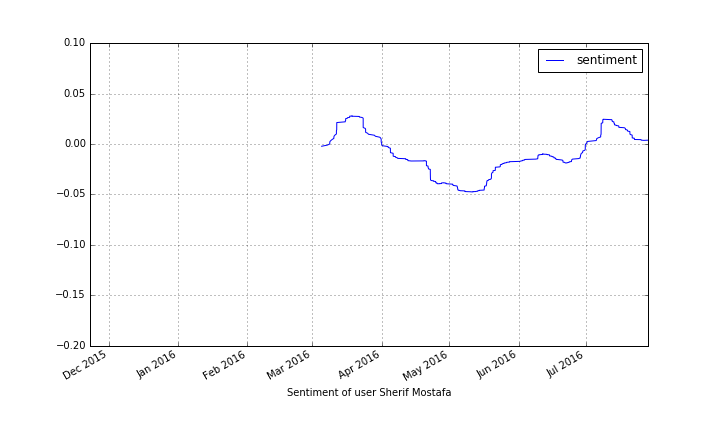 0.10
sentiment
0.05
0.00
−0.05
−0.10
−0.15
−0.20
Dec 2015
Jan 2016
Feb 2016
Mar 2016
Apr 2016
May 2016
Jun 2016
Jul 2016
Sentiment of user Sherif Mostafa